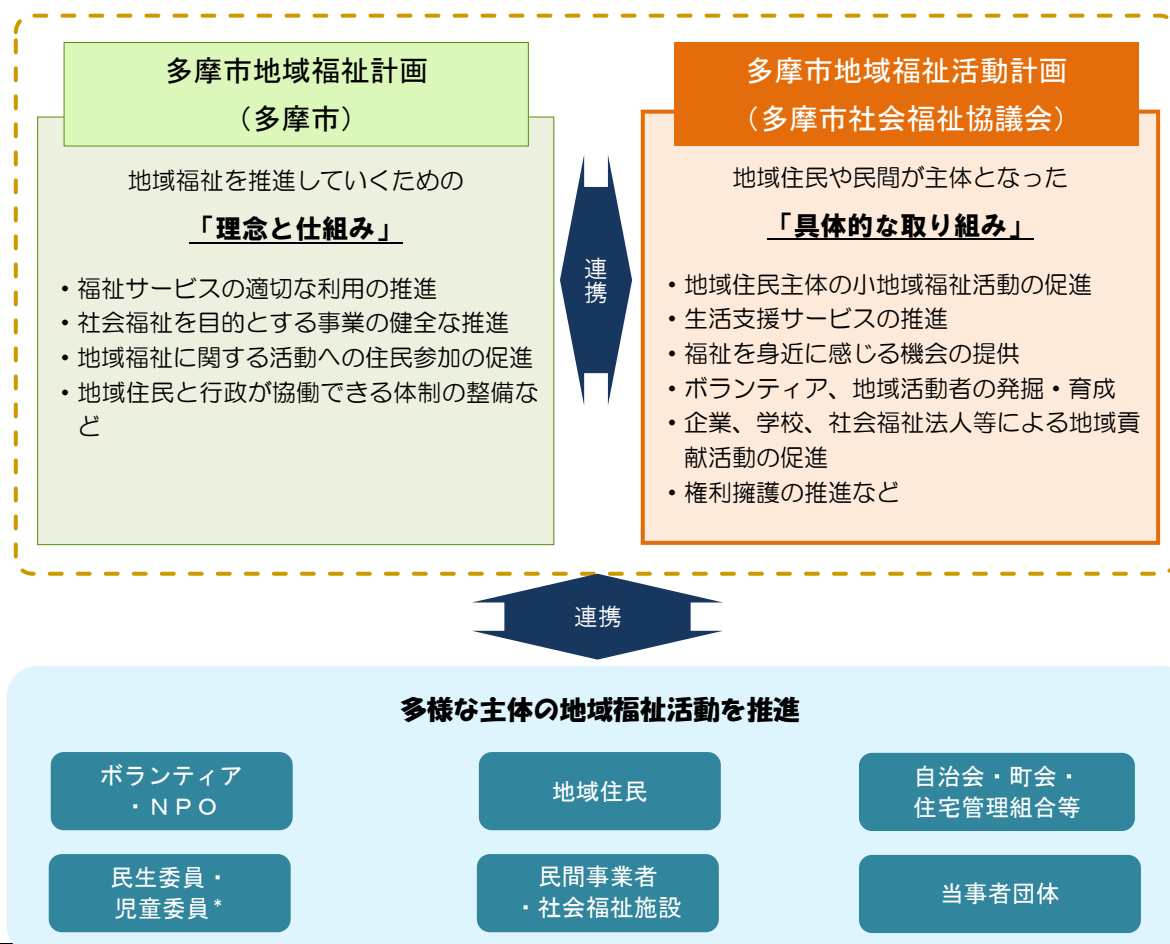 多摩市地域福祉計画
（多摩市）
地域福祉を推進していくための
「理念と仕組み」
・福祉サービスの適切な利用の推進
・社会福祉を目的とする事業の健全な推進
・地域福祉に関する活動への住民参加の促進
・地域住民と行政が協働できる体制の整備な
ど
連携
多摩市地域福祉活動計画
（多摩市社会福祉協議会）
地域住民や民間が主体となった
「具体的な取り組み」
・地域住民主体の小地域福祉活動の促進
・生活支援サービスの推進
・福祉を身近に感じる機会の提供
・ボランティア、地域活動者の発掘・育成
・企業、学校、社会福祉法人等による地域貢
献活動の促進
・権利擁護の推進など
連携
多様な主体の地域福祉活動を推進
ボランティア
・ＮＰＯ
地域住民
自治会・町会・
住宅管理組合等
民生委員・
児童委員*
民間事業者
・社会福祉施設
当事者団体